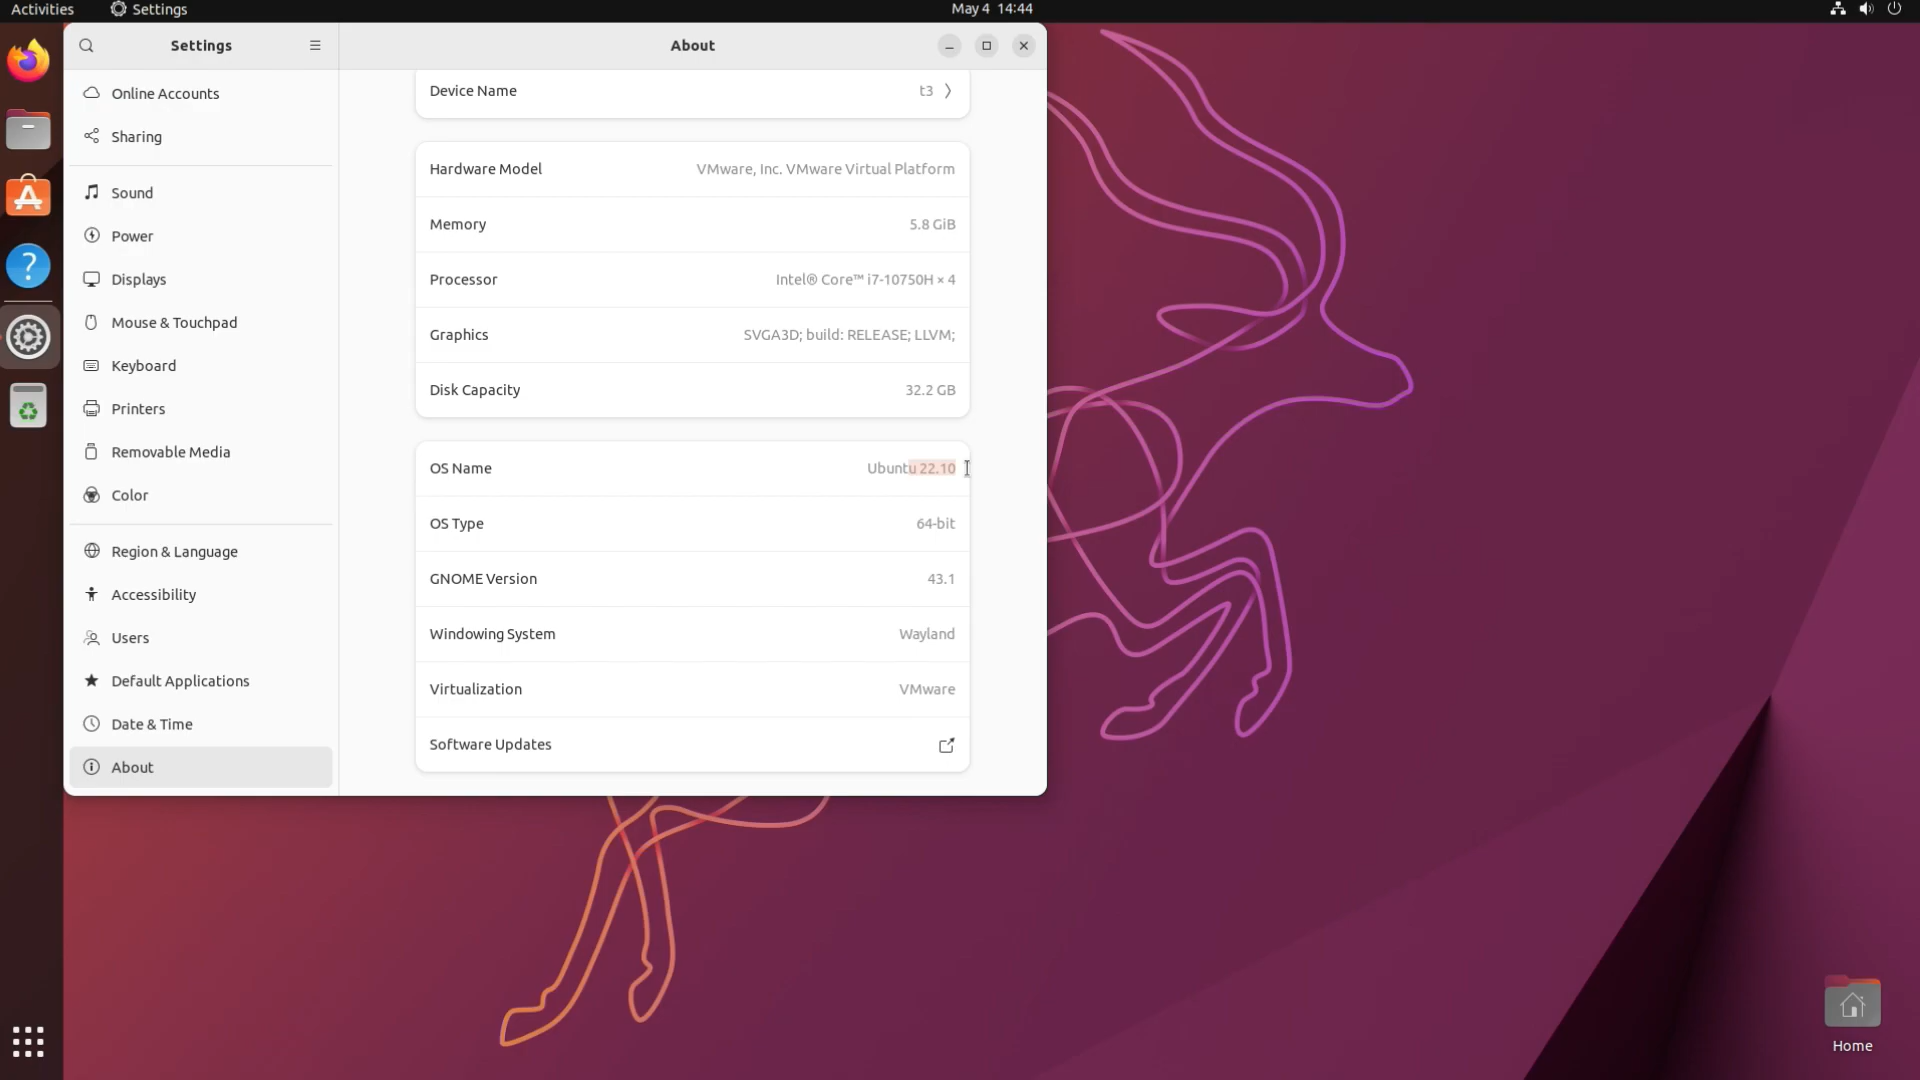 Activities
Settings
May 4 14:44
Settings
About
Online Accounts
Sharing
Sound
Power
Displays
Mouse & Touchpad
Keyboard
Printers
Removable Media
Color
Region & Language
Accessibility
Users
Default Applications
Date & Time
About
Device Name t3
Hardware Model VMware, Inc. VMware Virtual Platform
Memory 5.8 GiB
Processor Intel® Core™ i7-10750H × 4
Graphics SVGA3D; build: RELEASE; LLVM;
Disk Capacity 32.2 GB
OS Name Ubuntu 22.10
OS Type 64-bit
GNOME Version 43.1
Windowing System Wayland
Virtualization VMware
Software Updates
Home